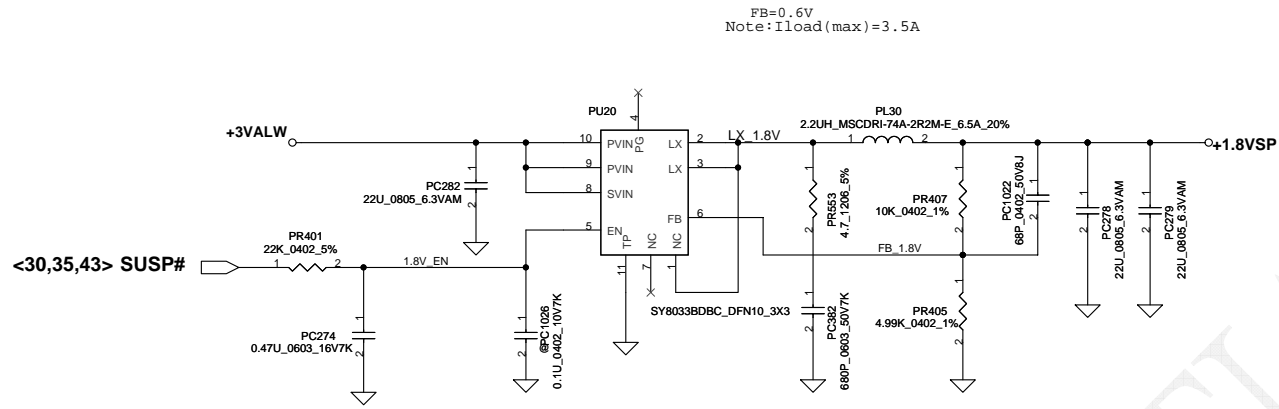 FB=0.6V
Note:Iload(max)=3.5A
PU20
PL30
2.2UH_MSCDRI-74A-2R2M-E_6.5A_20%
+3VALW
4
10
PVIN
PG
LX
2
LX_1.8V
1
2
+1.8VSP
9
PVIN
LX
3
8
SVIN
1
2
PC282
22U_0805_6.3VAM
1
2
PR553
4.7_1206_5%
1
2
PR407
10K_0402_1%
1
2
PC1022
68P_0402_50V8J
1
2
PC278
22U_0805_6.3VAM
1
2
PC279
22U_0805_6.3VAM
FB
6
5
EN
TP
NC
NC
FB_1.8V
11
7
1
<30,35,43> SUSP#
PR401
22K_0402_5%
1
2
1.8V_EN
SY8033BDBC_DFN10_3X3
1
2
PC274
0.47U_0603_16V7K
1
2
@PC1026
0.1U_0402_10V7K
1
2
PC382
680P_0603_50V7K
1
2
PR405
4.99K_0402_1%